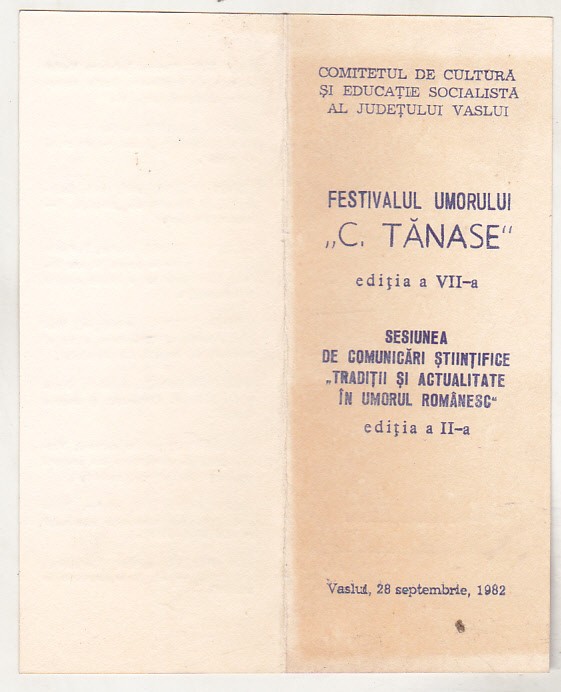 COMITETUL DE CULTURĂ
ŞI EDUCAŢIE SOCIALISTĂ
AL JUDEŢULUI VASLUI
FESTIVALUL UMORULUI
„C. TĂNASE"
ediţia a VII-a
SESIUNEA
DE COMUNICĂRI ŞTIINŢIFICE
„TRADIŢII ŞI ACTUALITATE
ÎN UMORUL ROMÂNESC"
ediţia a II-a
Vaslui, 28 septembrie, 1982